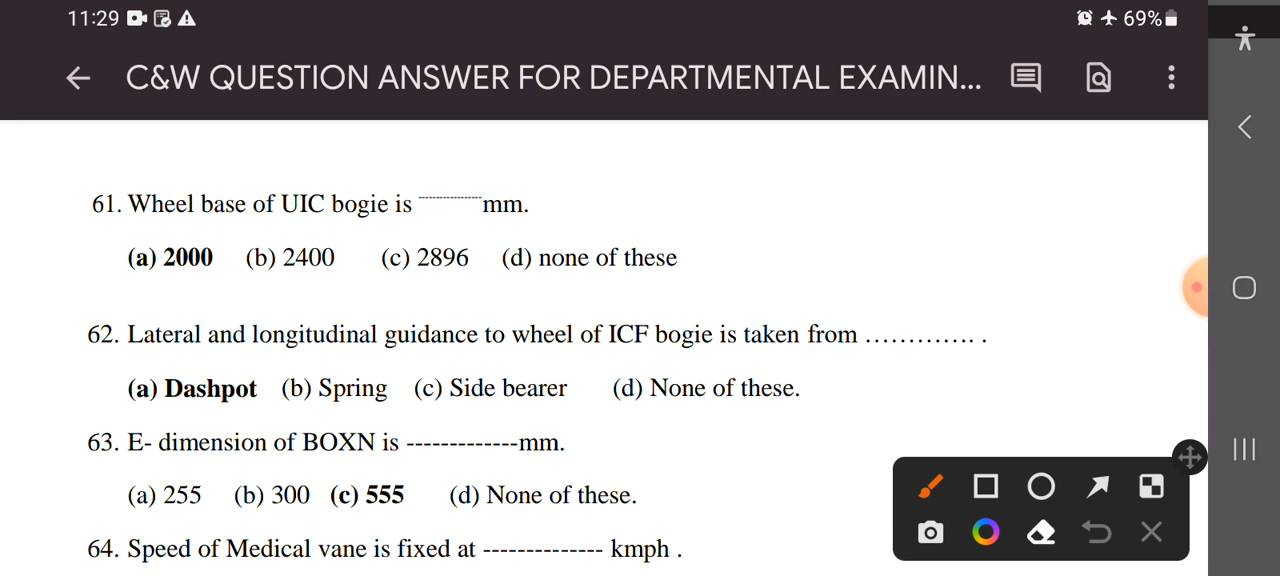 11:29 69%
C&W QUESTION ANSWER FOR DEPARTMENTAL EXAMIN...
61. Wheel base of UIC bogie is ------------------mm.
(a) 2000 (b) 2400 (c) 2896 (d) none of these
62. Lateral and longitudinal guidance to wheel of ICF bogie is taken from ………….. .
(a) Dashpot (b) Spring (c) Side bearer (d) None of these.
63. E- dimension of BOXN is -------------mm.
(a) 255 (b) 300 (c) 555 (d) None of these.
64. Speed of Medical vane is fixed at -------------- kmph .